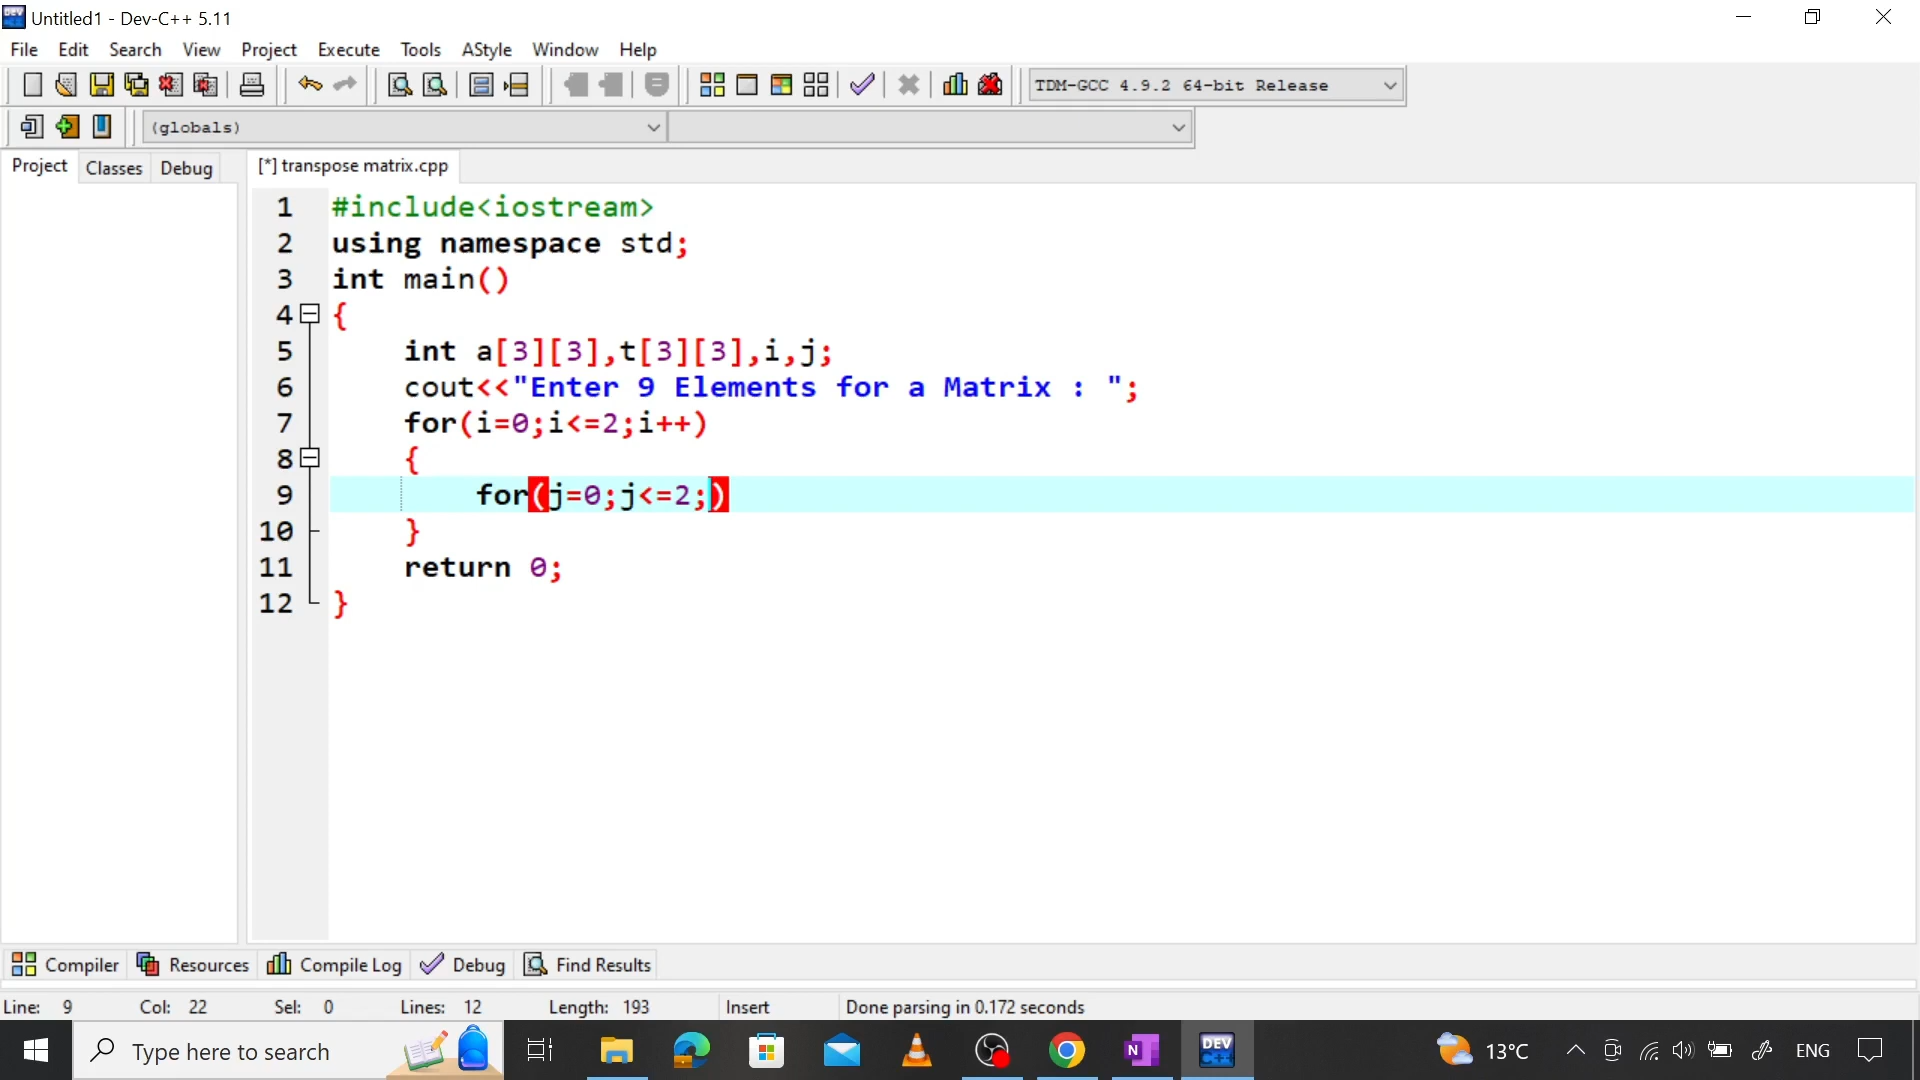 Untitled1 - Dev-C++ 5.11
File Edit Search View Project Execute Tools AStyle Window Help
TDM-GCC 4.9.2 64-bit Release
(globals)
Project Classes Debug [*] transpose matrix.cpp
1 #include<iostream>
2 using namespace std;
3 int main()
4 {
5 int a[3][3],t[3][3],i,j;
6 cout<<"Enter 9 Elements for a Matrix : ";
7 for(i=0;i<=2;i++)
8 {
9 for(j=0;j<=2;)
10 }
11 return 0;
12 }
Compiler Resources Compile Log Debug Find Results
Line: 9 Col: 22 Sel: 0 Lines: 12 Length: 193 Insert Done parsing in 0.172 seconds
Type here to search N DEV C++ 13°C ENG